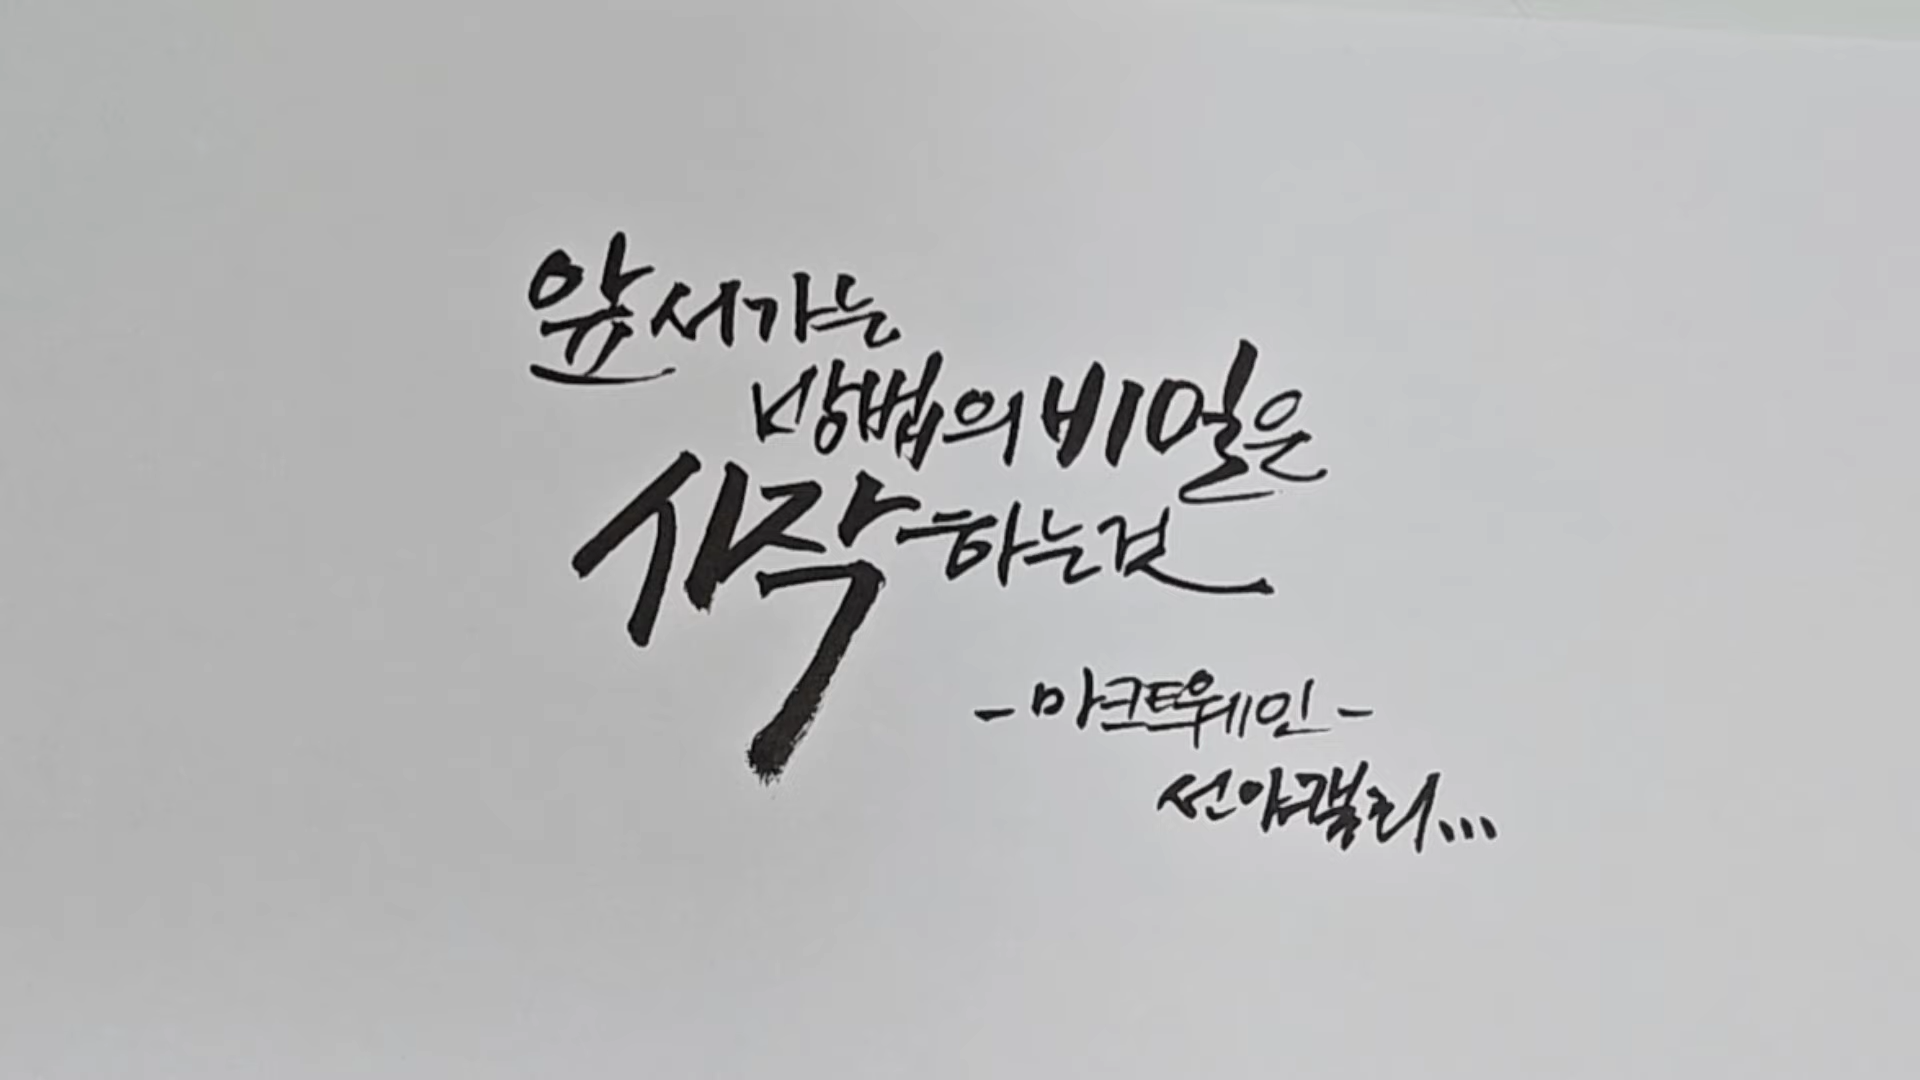 앞서가는
방법의 비밀은
시작하는것
-마크트웨인-
선야캘리...